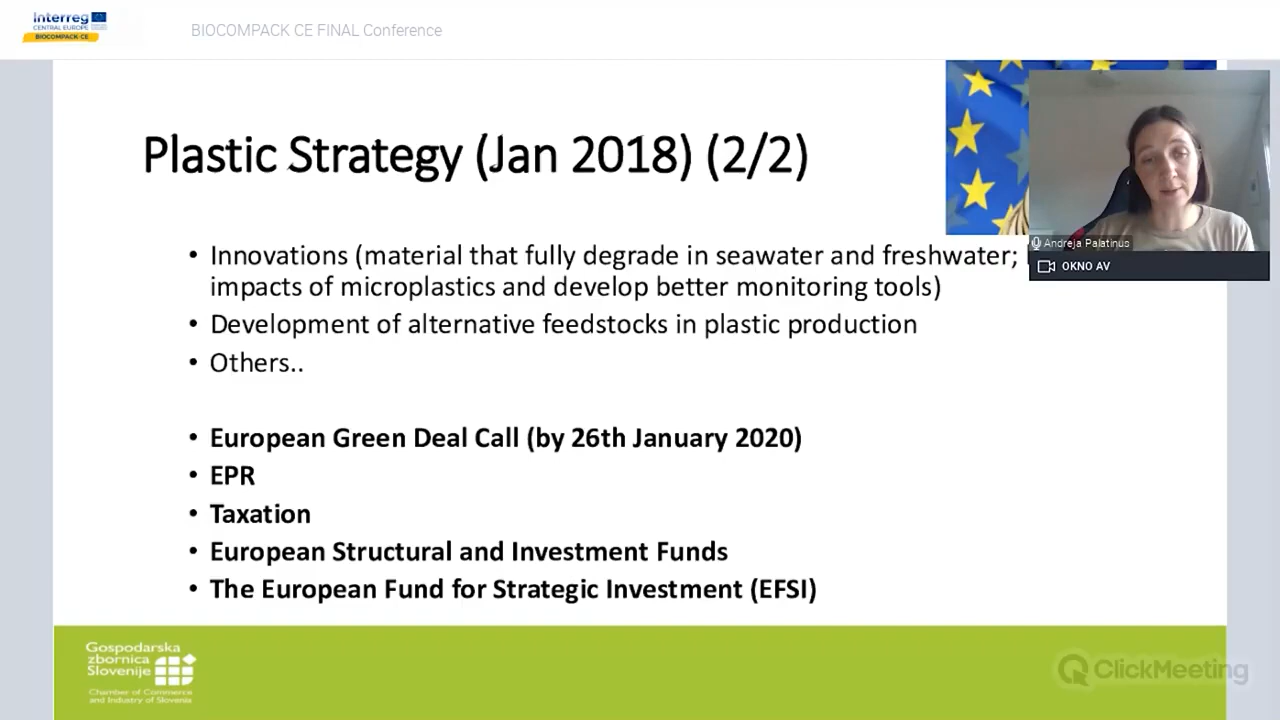 Interreg
CENTRAL EUROPE
BIOCOMPACK-CE
BIOCOMPACK CE FINAL Conference
Plastic Strategy (Jan 2018) (2/2)
Andreja Palatinus
OKNO AV
• Innovations (material that fully degrade in seawater and freshwater;
impacts of microplastics and develop better monitoring tools)
• Development of alternative feedstocks in plastic production
• Others..
• European Green Deal Call (by 26th January 2020)
• EPR
• Taxation
• European Structural and Investment Funds
• The European Fund for Strategic Investment (EFSI)
Gospodarska
zbornica
Slovenije
Chamber of Commerce
and Industry of Slovenia
ClickMeeting